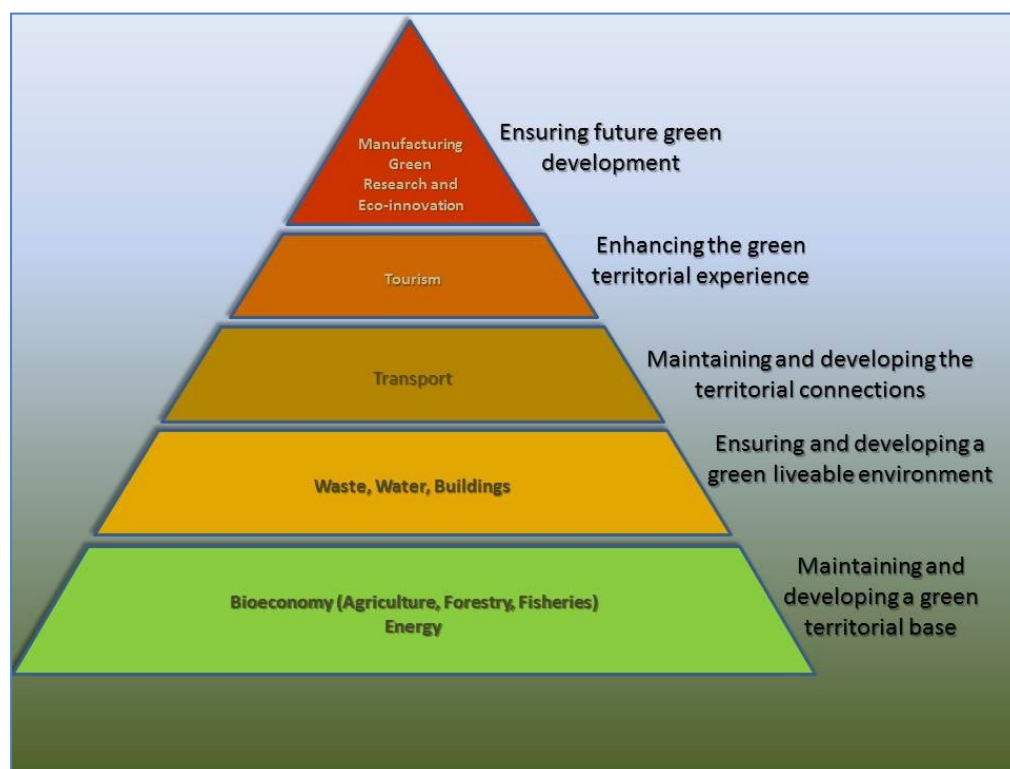 Manufacturing
Green
Research and
Eco-innovation
Ensuring future green
development
Tourism
Enhancing the green
territorial experience
Transport
Maintaining and developing the
territorial connections
Waste, Water, Buildings
Ensuring and developing a
green liveable environment
Bioeconomy (Agriculture, Forestry, Fisheries)
Energy
Maintaining and
developing a green
territorial base